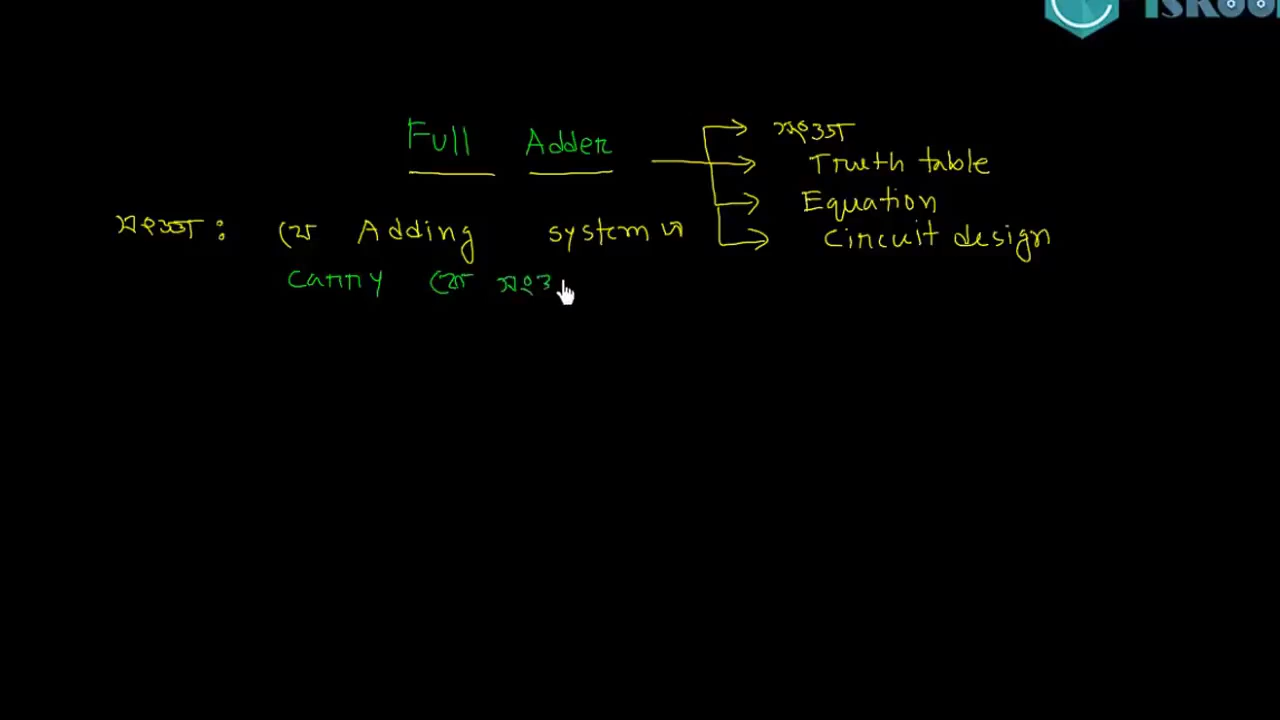 Full Adder
সংজ্ঞা
Truth table
Equation
Circuit design
সংজ্ঞা : যে Adding system এ
carry কে